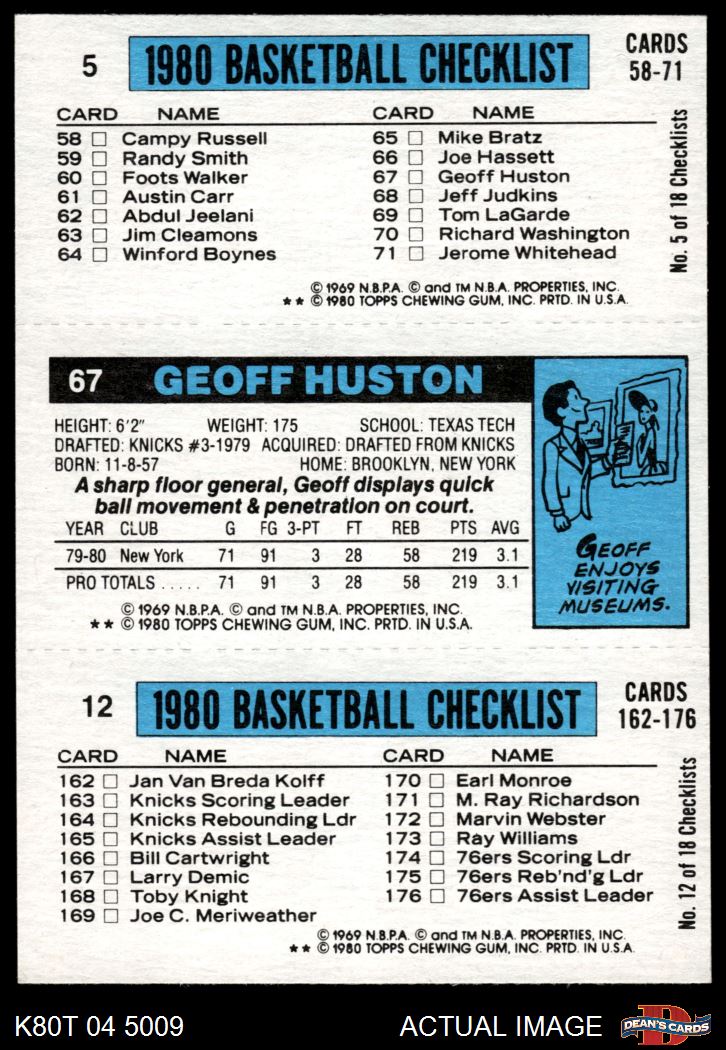 5 1980 BASKETBALL CHECKLIST CARDS 58-71
CARD NAME CARD NAME
58 □ Campy Russell 65 □ Mike Bratz
59 □ Randy Smith 66 □ Joe Hassett
60 □ Foots Walker 67 □ Geoff Huston
61 □ Austin Carr 68 □ Jeff Judkins
62 □ Abdul Jeelani 69 □ Tom LaGarde
63 □ Jim Cleamons 70 □ Richard Washington
64 □ Winford Boynes 71 □ Jerome Whitehead
No. 5 of 18 Checklists
© 1969 N.B.P.A. © and TM N.B.A. PROPERTIES, INC.
** © 1980 TOPPS CHEWING GUM, INC. PRTD. IN U.S.A.
67 GEOFF HUSTON
HEIGHT: 6'2" WEIGHT: 175 SCHOOL: TEXAS TECH
DRAFTED: KNICKS #3-1979 ACQUIRED: DRAFTED FROM KNICKS
BORN: 11-8-57 HOME: BROOKLYN, NEW YORK
A sharp floor general, Geoff displays quick
ball movement & penetration on court.
YEAR CLUB G FG 3-PT FT REB PTS AVG
79-80 New York 71 91 3 28 58 219 3.1
PRO TOTALS ..... 71 91 3 28 58 219 3.1
© 1969 N.B.P.A. © and TM N.B.A. PROPERTIES, INC.
** © 1980 TOPPS CHEWING GUM, INC. PRTD. IN U.S.A.
GEOFF
ENJOYS
VISITING
MUSEUMS.
12 1980 BASKETBALL CHECKLIST CARDS 162-176
CARD NAME CARD NAME
162 □ Jan Van Breda Kolff 170 □ Earl Monroe
163 □ Knicks Scoring Leader 171 □ M. Ray Richardson
164 □ Knicks Rebounding Ldr 172 □ Marvin Webster
165 □ Knicks Assist Leader 173 □ Ray Williams
166 □ Bill Cartwright 174 □ 76ers Scoring Ldr
167 □ Larry Demic 175 □ 76ers Reb'nd'g Ldr
168 □ Toby Knight 176 □ 76ers Assist Leader
169 □ Joe C. Meriweather
No. 12 of 18 Checklists
© 1969 N.B.P.A. © and TM N.B.A. PROPERTIES, INC.
** © 1980 TOPPS CHEWING GUM, INC. PRTD. IN U.S.A.
K80T 04 5009 ACTUAL IMAGE D DEAN'S CARDS